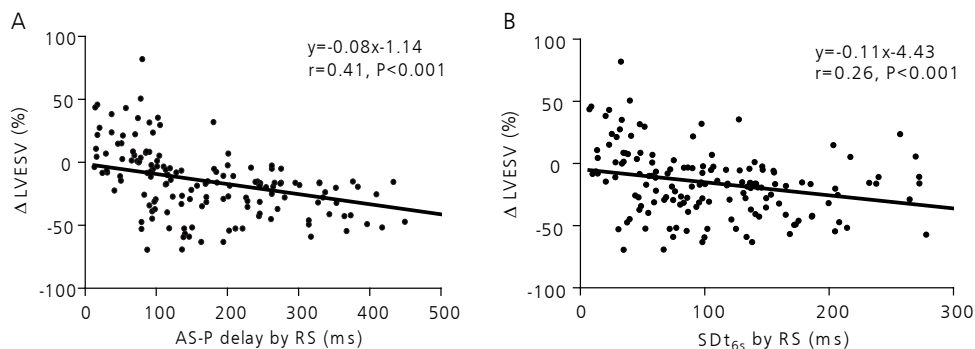 A
y=-0.08x-1.14
r=0.41, P<0.001
Δ LVESV (%)
100
50
0
-50
-100
0 100 200 300 400 500
AS-P delay by RS (ms)
B
y=-0.11x-4.43
r=0.26, P<0.001
Δ LVESV (%)
100
50
0
-50
-100
0 100 200 300
SDt6s by RS (ms)